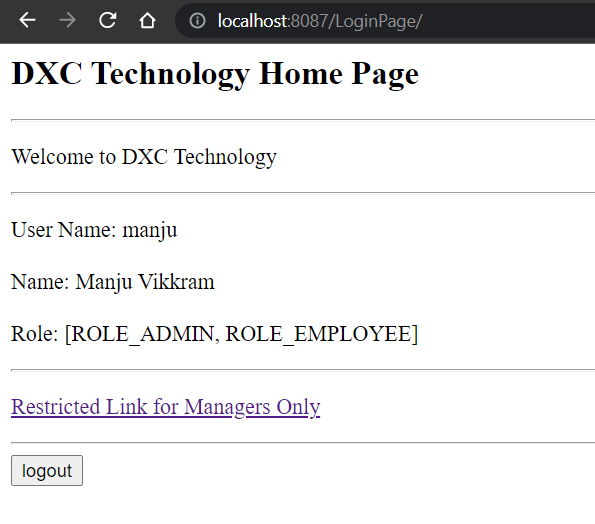 localhost:8087/LoginPage/
DXC Technology Home Page
Welcome to DXC Technology
User Name: manju
Name: Manju Vikkram
Role: [ROLE_ADMIN, ROLE_EMPLOYEE]
Restricted Link for Managers Only
logout